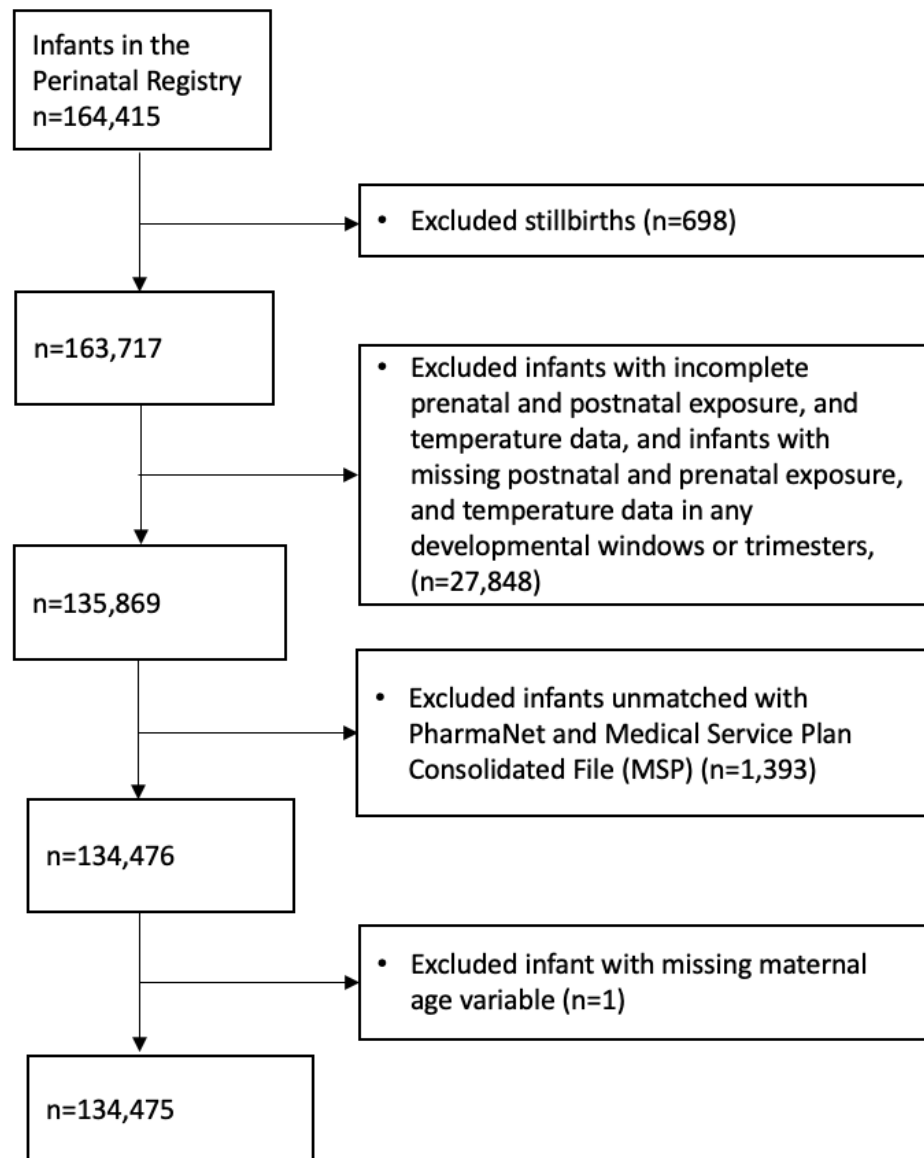 Infants in the
Perinatal Registry
n=164,415
• Excluded stillbirths (n=698)
n=163,717
• Excluded infants with incomplete
prenatal and postnatal exposure, and
temperature data, and infants with
missing postnatal and prenatal exposure,
and temperature data in any
developmental windows or trimesters,
(n=27,848)
n=135,869
• Excluded infants unmatched with
PharmaNet and Medical Service Plan
Consolidated File (MSP) (n=1,393)
n=134,476
• Excluded infant with missing maternal
age variable (n=1)
n=134,475